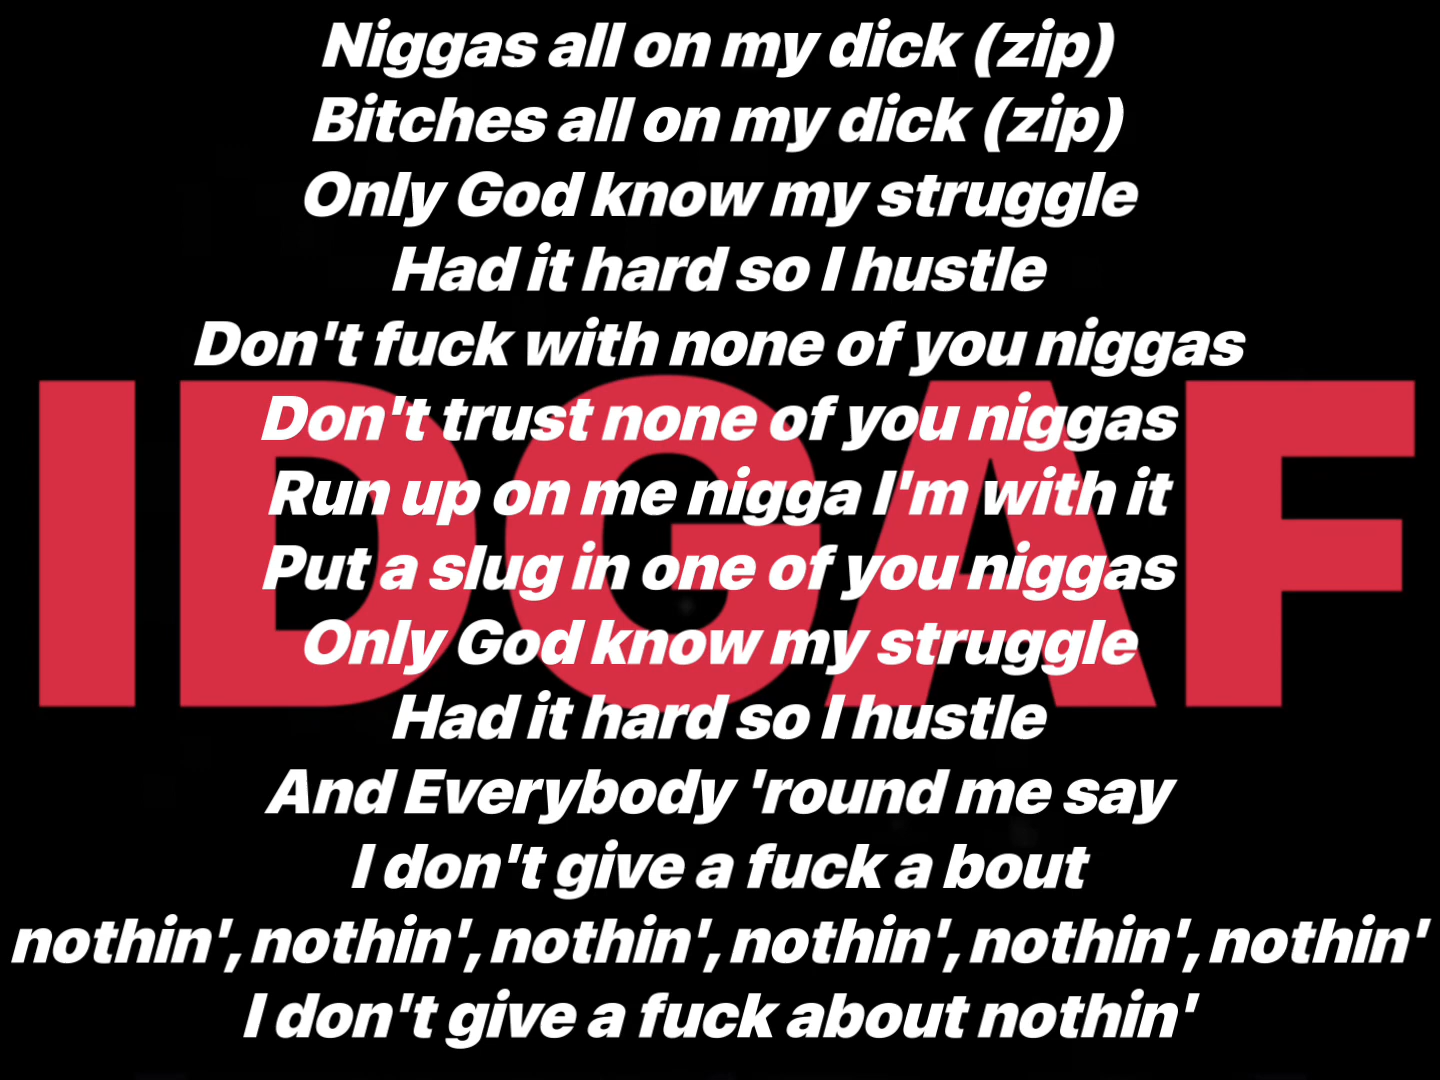 Niggas all on my dick (zip)
Bitches all on my dick (zip)
Only God know my struggle
Had it hard so I hustle
Don't fuck with none of you niggas
Don't trust none of you niggas
Run up on me nigga I'm with it
Put a slug in one of you niggas
Only God know my struggle
Had it hard so I hustle
And Everybody 'round me say
I don't give a fuck a bout
nothin', nothin', nothin', nothin', nothin', nothin'
I don't give a fuck about nothin'
IDGAF